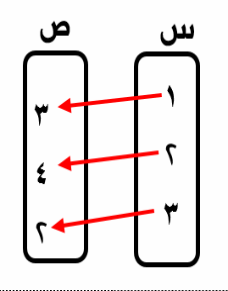 س ص
١ ٣
٢ ٤
٣ ٢